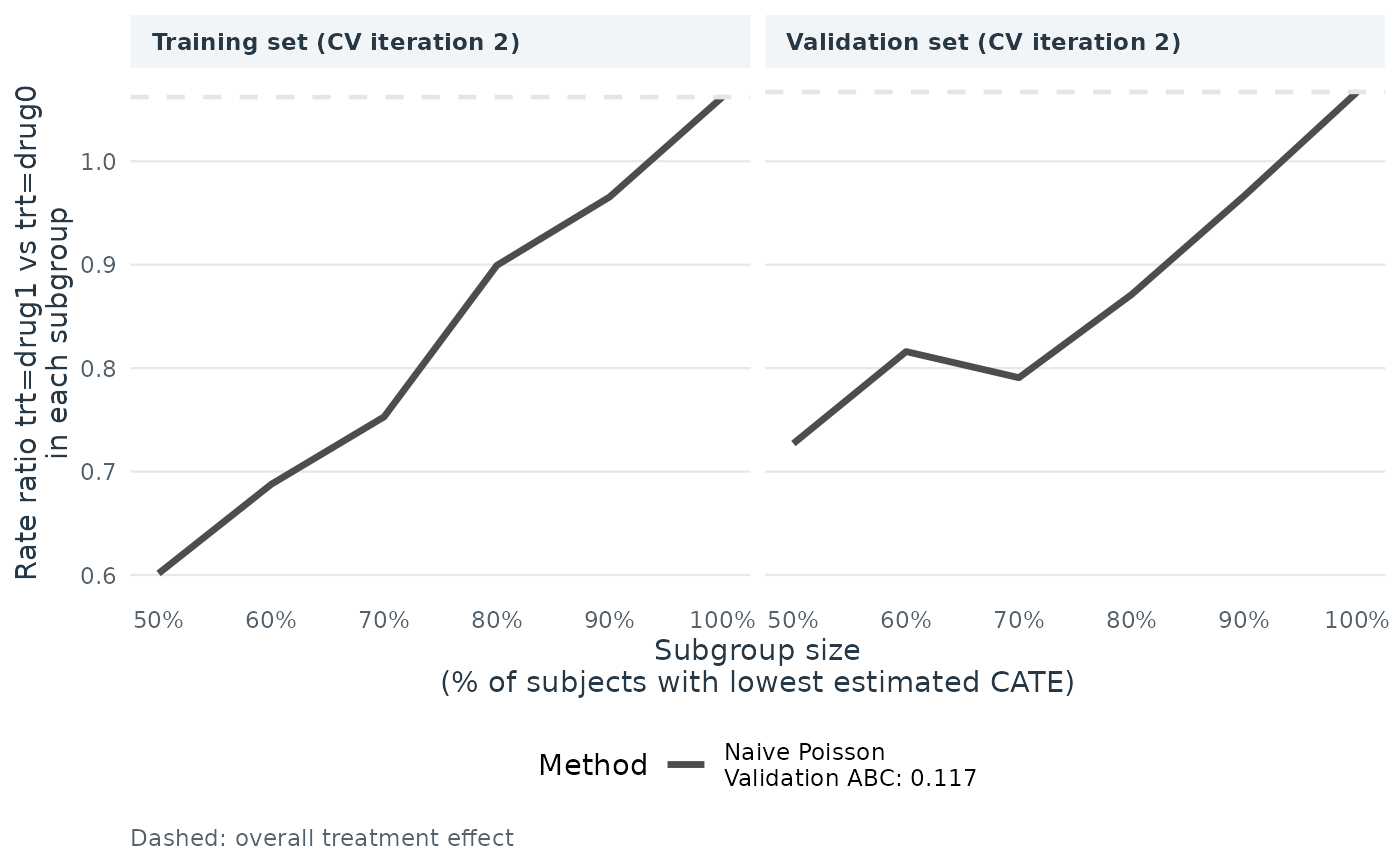 Training set (CV iteration 2)
Validation set (CV iteration 2)
Rate ratio trt=drug1 vs trt=drug0
in each subgroup
1.0
0.9
0.8
0.7
0.6
50% 60% 70% 80% 90% 100%
50% 60% 70% 80% 90% 100%
Subgroup size
(% of subjects with lowest estimated CATE)
Method
Naive Poisson
Validation ABC: 0.117
Dashed: overall treatment effect